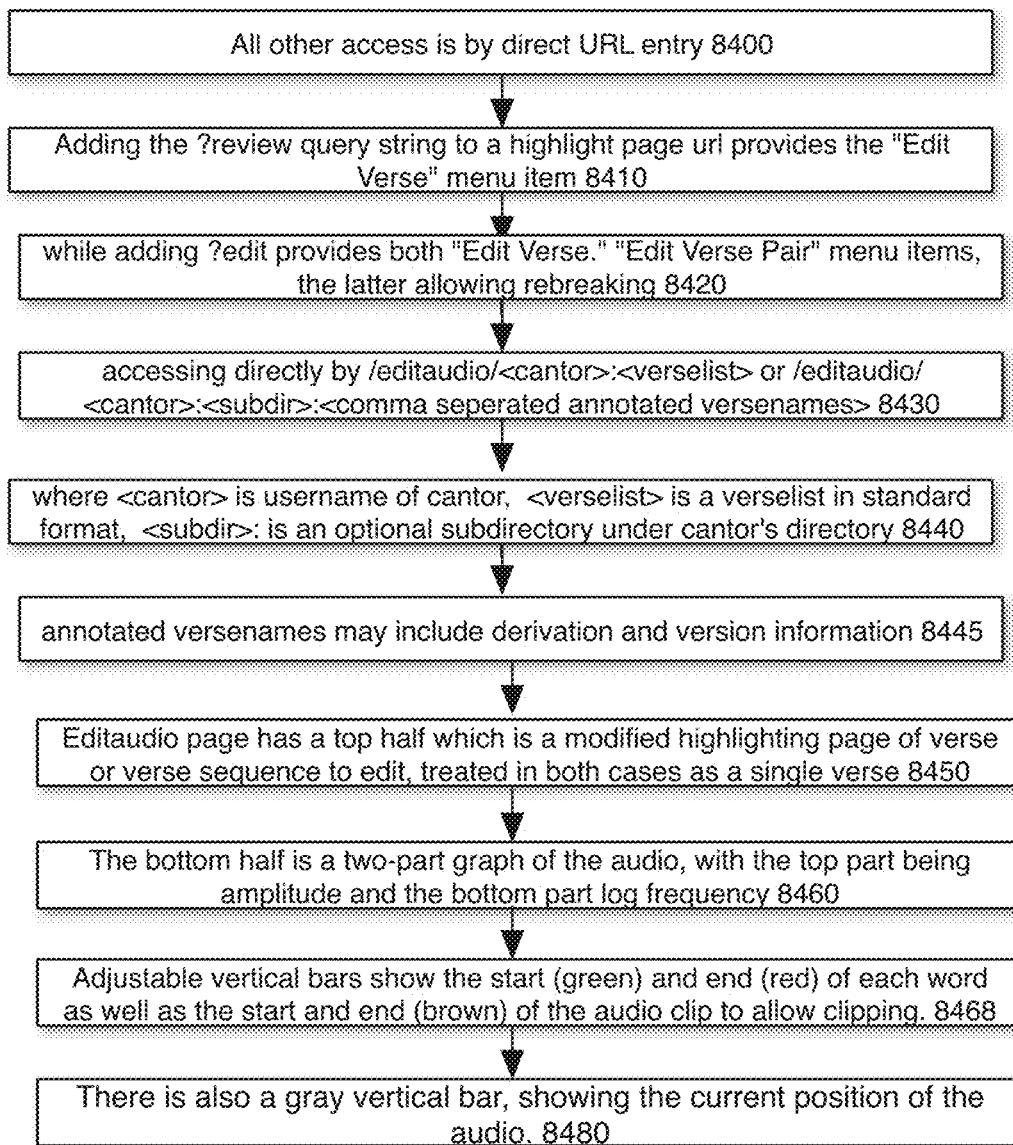 All other access is by direct URL entry 8400
Adding the ?review query string to a highlight page url provides the "Edit
Verse" menu item 8410
while adding ?edit provides both "Edit Verse." "Edit Verse Pair" menu items,
the latter allowing rebreaking 8420
accessing directly by /editaudio/<cantor>:<verselist> or /editaudio/
<cantor>:<subdir>:<comma seperated annotated versenames> 8430
where <cantor> is username of cantor, <verselist> is a verselist in standard
format, <subdir>: is an optional subdirectory under cantor's directory 8440
annotated versenames may include derivation and version information 8445
Editaudio page has a top half which is a modified highlighting page of verse
or verse sequence to edit, treated in both cases as a single verse 8450
The bottom half is a two-part graph of the audio, with the top part being
amplitude and the bottom part log frequency 8460
Adjustable vertical bars show the start (green) and end (red) of each word
as well as the start and end (brown) of the audio clip to allow clipping. 8468
There is also a gray vertical bar, showing the current position of the
audio. 8480